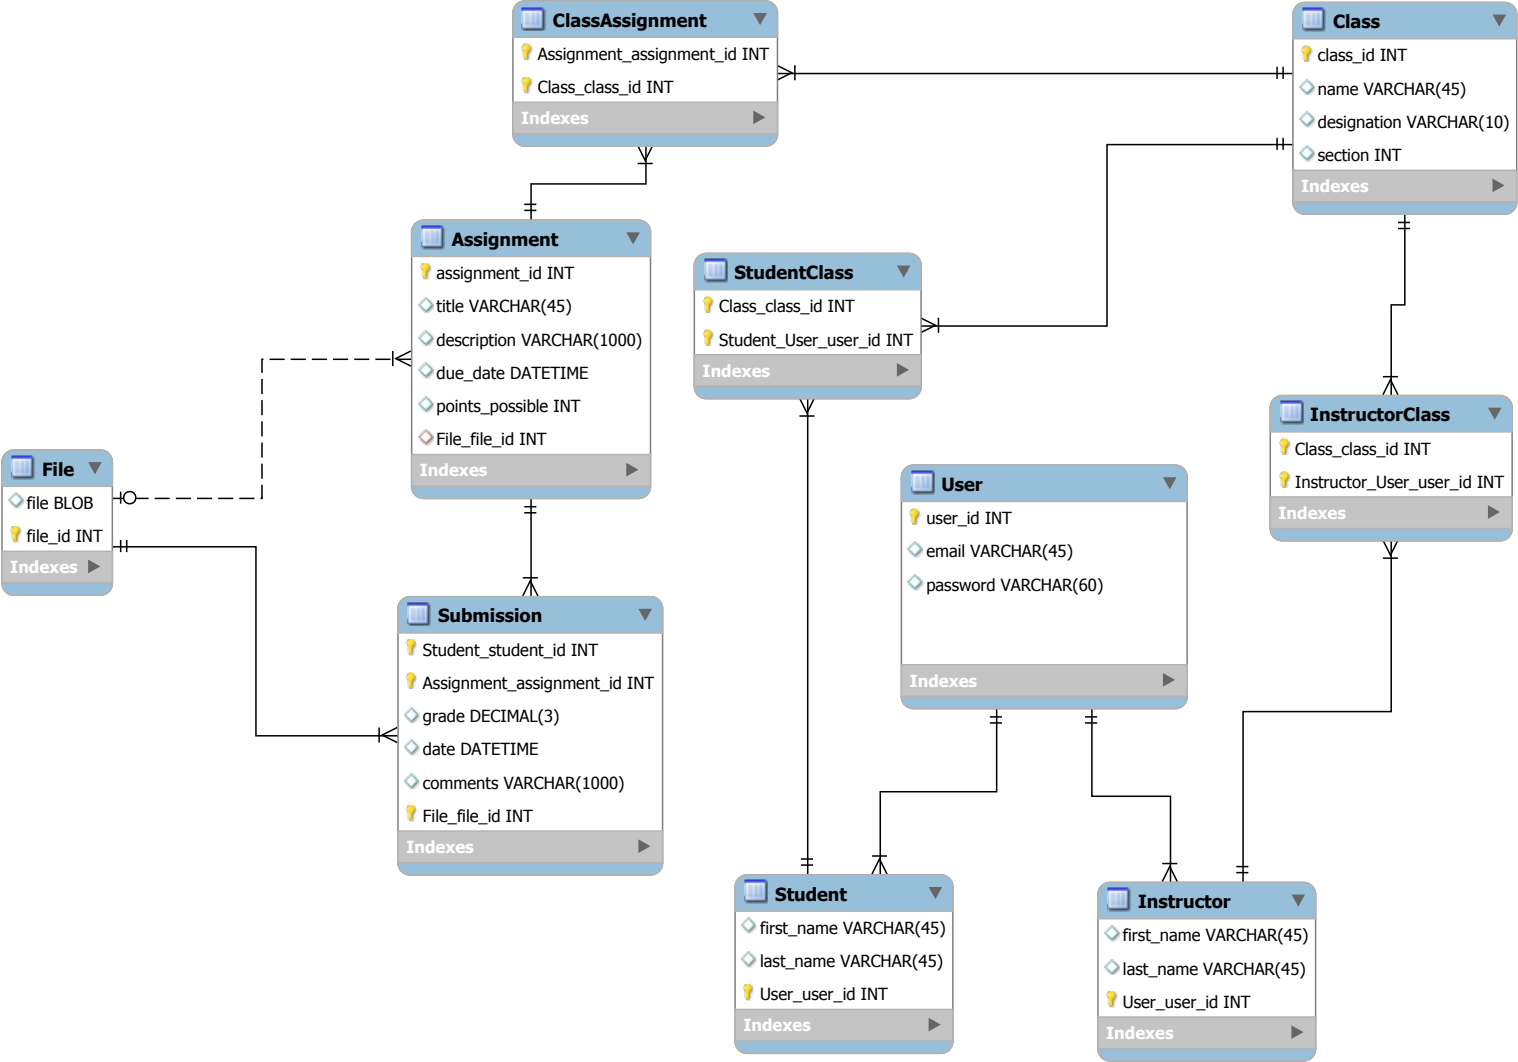 ClassAssignment
Assignment_assignment_id INT
Class_class_id INT
Indexes
Class
class_id INT
name VARCHAR(45)
designation VARCHAR(10)
section INT
Indexes
Assignment
assignment_id INT
title VARCHAR(45)
description VARCHAR(1000)
due_date DATETIME
points_possible INT
File_file_id INT
Indexes
StudentClass
Class_class_id INT
Student_User_user_id INT
Indexes
InstructorClass
Class_class_id INT
Instructor_User_user_id INT
Indexes
File
file BLOB
file_id INT
Indexes
User
user_id INT
email VARCHAR(45)
password VARCHAR(60)
Indexes
Submission
Student_student_id INT
Assignment_assignment_id INT
grade DECIMAL(3)
date DATETIME
comments VARCHAR(1000)
File_file_id INT
Indexes
Student
first_name VARCHAR(45)
last_name VARCHAR(45)
User_user_id INT
Indexes
Instructor
first_name VARCHAR(45)
last_name VARCHAR(45)
User_user_id INT
Indexes